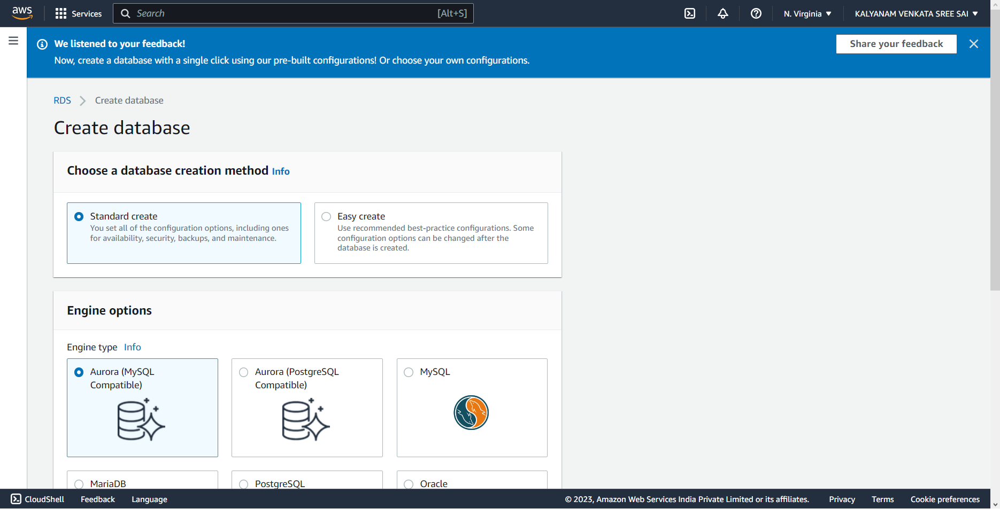 aws
Services
Search [Alt+S]
N. Virginia
KALYANAM VENKATA SREE SAI
We listened to your feedback!
Now, create a database with a single click using our pre-built configurations! Or choose your own configurations.
Share your feedback
RDS
Create database
Create database
Choose a database creation method Info
Standard create
You set all of the configuration options, including ones
for availability, security, backups, and maintenance.
Easy create
Use recommended best-practice configurations. Some
configuration options can be changed after the
database is created.
Engine options
Engine type Info
Aurora (MySQL
Compatible)
Aurora (PostgreSQL
Compatible)
MySQL
MariaDB
PostgreSQL
Oracle
CloudShell
Feedback
Language
© 2023, Amazon Web Services India Private Limited or its affiliates.
Privacy
Terms
Cookie preferences